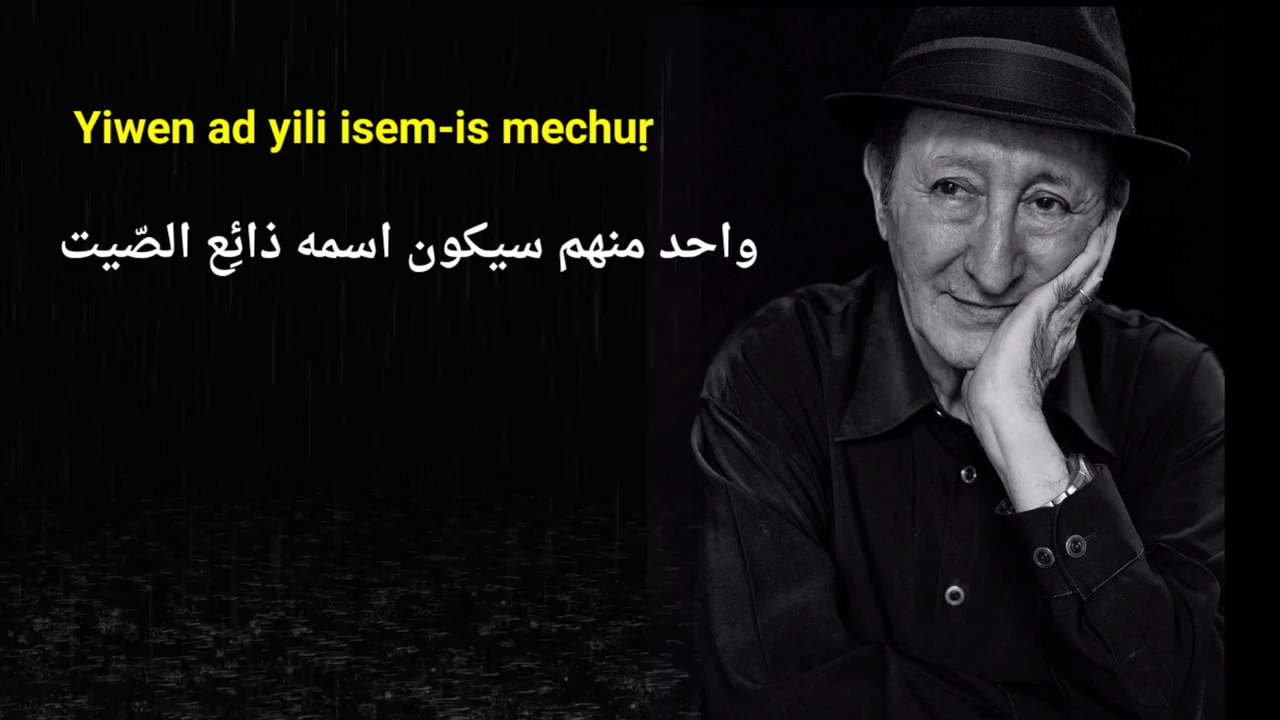 Yiwen ad yili isem-is mechuṛ
واحد منهم سيكون اسمه ذائِع الصّيت